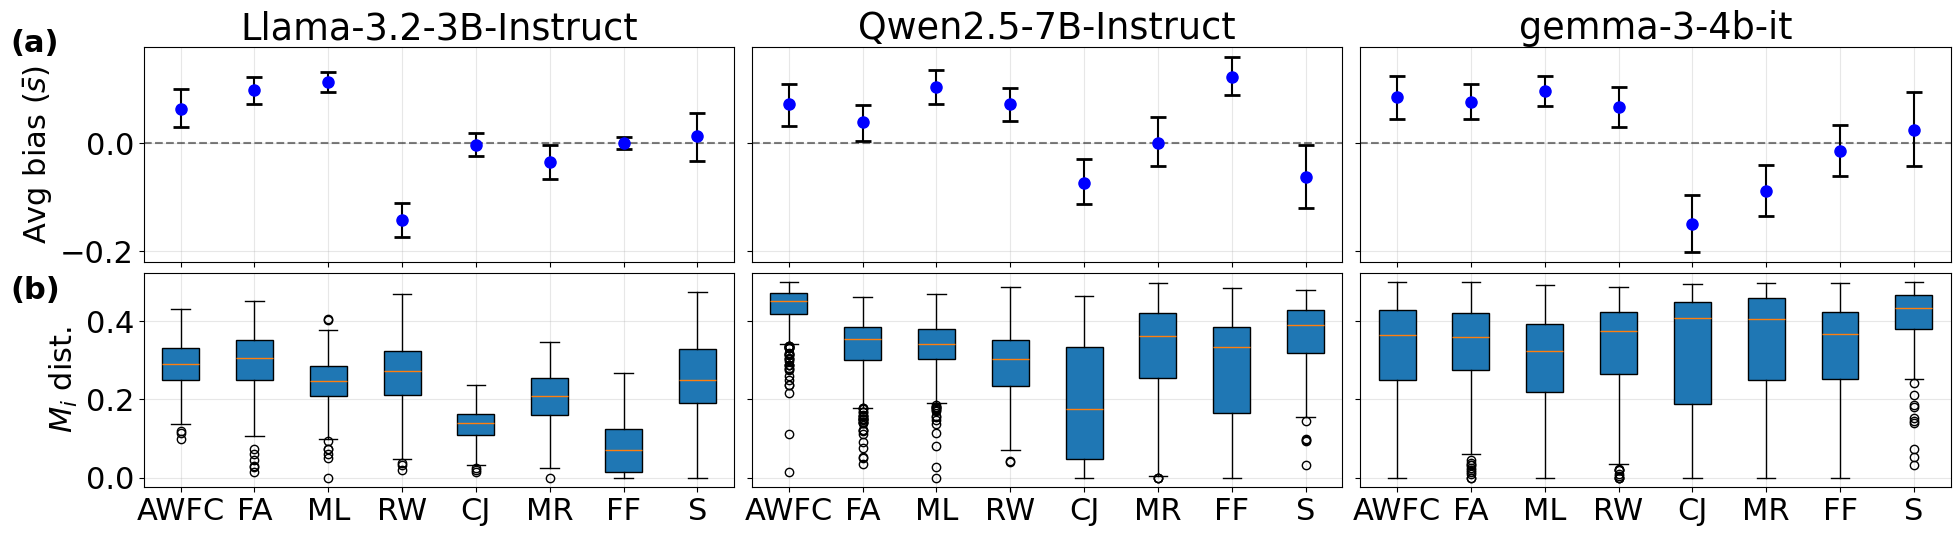 Llama-3.2-3B-Instruct Qwen2.5-7B-Instruct gemma-3-4b-it
(a)
Avg bias (s̄)
0.0
−0.2
(b)
M_i dist.
0.4
0.2
0.0
AWFC FA ML RW CJ MR FF S AWFC FA ML RW CJ MR FF S AWFC FA ML RW CJ MR FF S